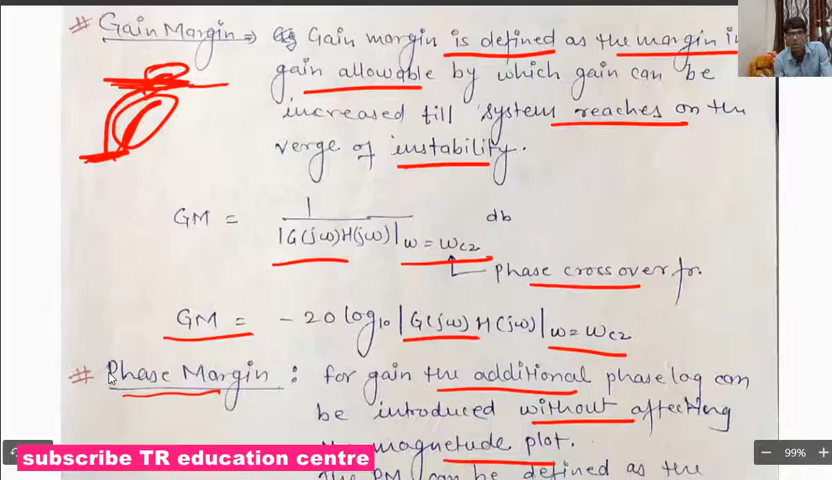 # Gain Margin ⇒ Gain margin is defined as the margin in
gain allowable by which gain can be
increased till system reaches on the
verge of instability.
GM = 1 / |G(jω)H(jω)| ω = ωc2 db
phase crossover fr
GM = - 20 log10 |G(jω) H(jω)| ω = ωc2
# Phase Margin : for gain the additional phase lag can
be introduced without affecting
magnetude plot.
PM can be defined as the
subscribe TR education centre
99%